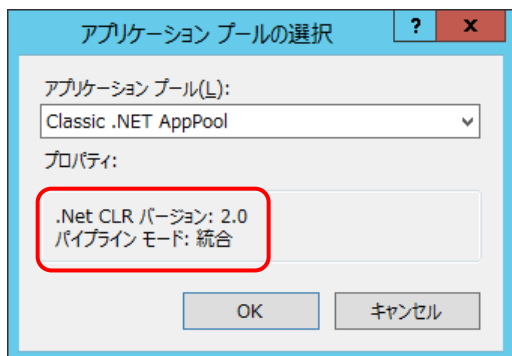 アプリケーション プールの選択
?
x
アプリケーション プール(L):
Classic .NET AppPool
プロパティ:
.Net CLR バージョン: 2.0
パイプライン モード: 統合
OK
キャンセル